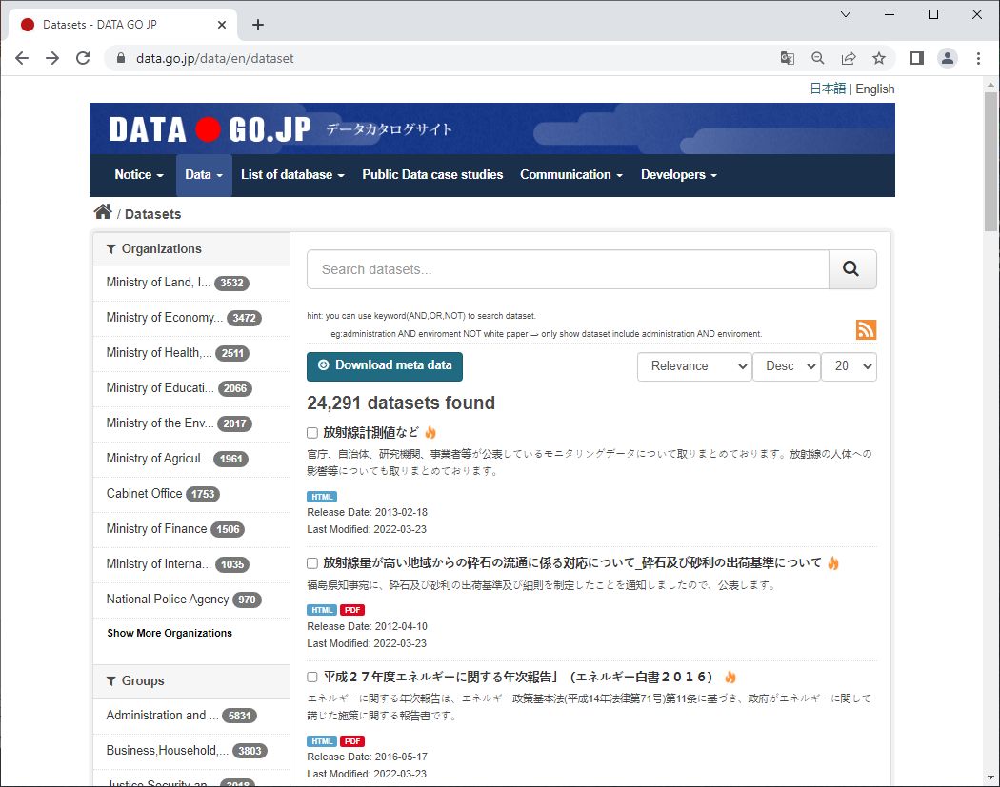 Datasets - DATA GO JP
data.go.jp/data/en/dataset
日本語 | English
DATA GO.JP データカタログサイト
Notice Data List of database Public Data case studies Communication Developers
/ Datasets
Organizations
Ministry of Land, I... 3532
Ministry of Economy... 3472
Ministry of Health,... 2511
Ministry of Educati... 2066
Ministry of the Env... 2017
Ministry of Agricul... 1961
Cabinet Office 1753
Ministry of Finance 1506
Ministry of Interna... 1035
National Police Agency 970
Show More Organizations
Groups
Administration and ... 5831
Business,Household,... 3803
Justice Security an... 3048
Search datasets...
hint: you can use keyword(AND,OR,NOT) to search dataset.
eg:administration AND enviroment NOT white paper → only show dataset include administration AND enviroment.
Download meta data
Relevance Desc 20
24,291 datasets found
放射線計測値など
官庁、自治体、研究機関、事業者等が公表しているモニタリングデータについて取りまとめております。放射線の人体への
影響等についても取りまとめております。
HTML
Release Date: 2013-02-18
Last Modified: 2022-03-23
放射線量が高い地域からの砕石の流通に係る対応について_砕石及び砂利の出荷基準について
福島県知事宛に、砕石及び砂利の出荷基準及び細則を制定したことを通知しましたので、公表します。
HTML PDF
Release Date: 2012-04-10
Last Modified: 2022-03-23
平成２７年度エネルギーに関する年次報告」（エネルギー白書２０１６）
エネルギーに関する年次報告は、エネルギー政策基本法(平成14年法律第71号)第11条に基づき、政府がエネルギーに関して
講じた施策に関する報告書です。
HTML PDF
Release Date: 2016-05-17
Last Modified: 2022-03-23